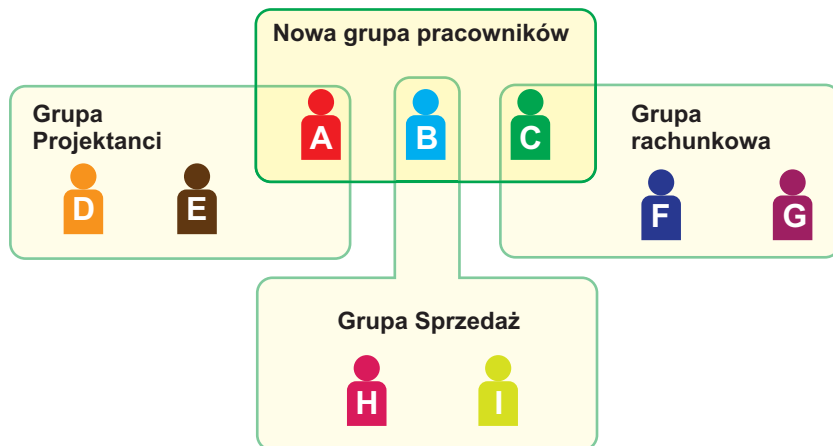 Nowa grupa pracowników
Grupa
Projektanci
A
B
C
Grupa
rachunkowa
D
E
F
G
Grupa Sprzedaż
H
I